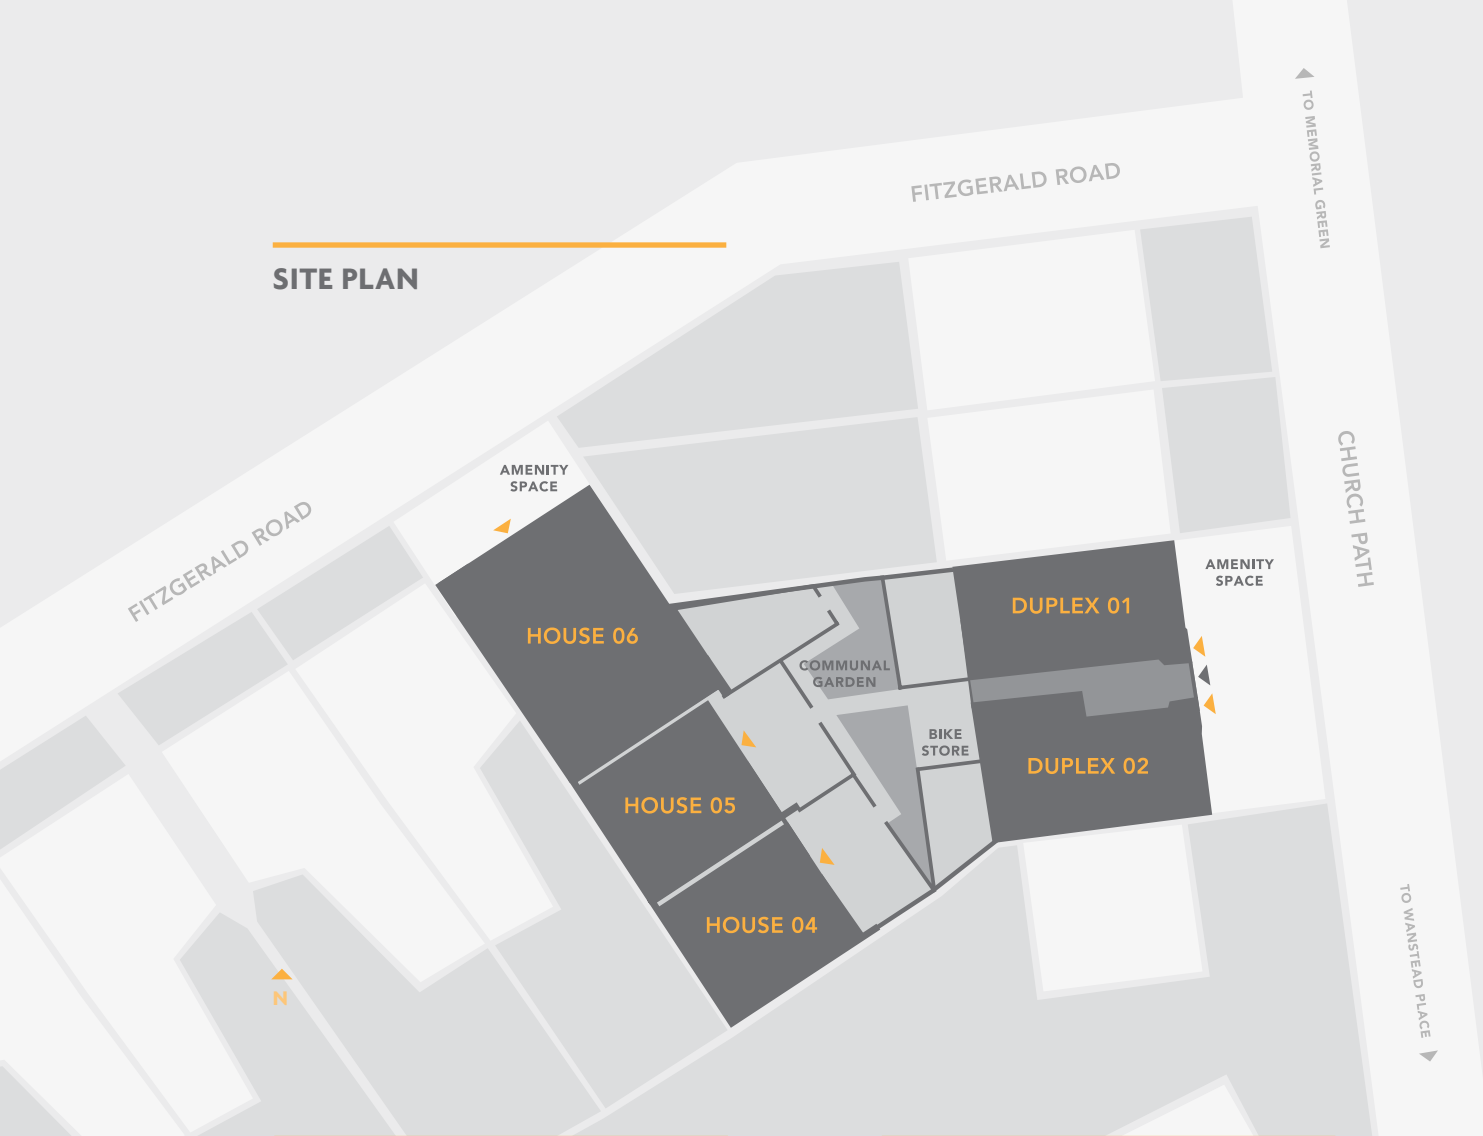 SITE PLAN
FITZGERALD ROAD
TO MEMORIAL GREEN
FITZGERALD ROAD
CHURCH PATH
AMENITY
SPACE
AMENITY
SPACE
HOUSE 06
DUPLEX 01
COMMUNAL
GARDEN
BIKE
STORE
DUPLEX 02
HOUSE 05
HOUSE 04
TO WANSTEAD PLACE
N